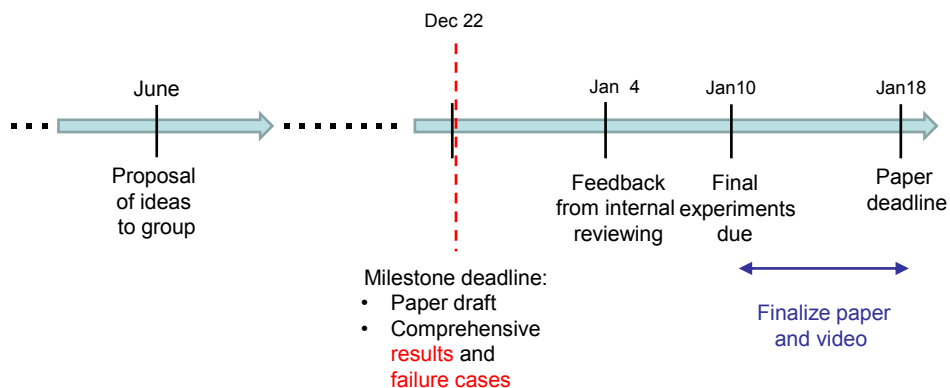 Dec 22
June
Jan 4
Jan10
Jan18
Proposal
of ideas
to group
Feedback
from internal
reviewing
Final
experiments
due
Paper
deadline
Milestone deadline:
• Paper draft
• Comprehensive
results and
failure cases
Finalize paper
and video